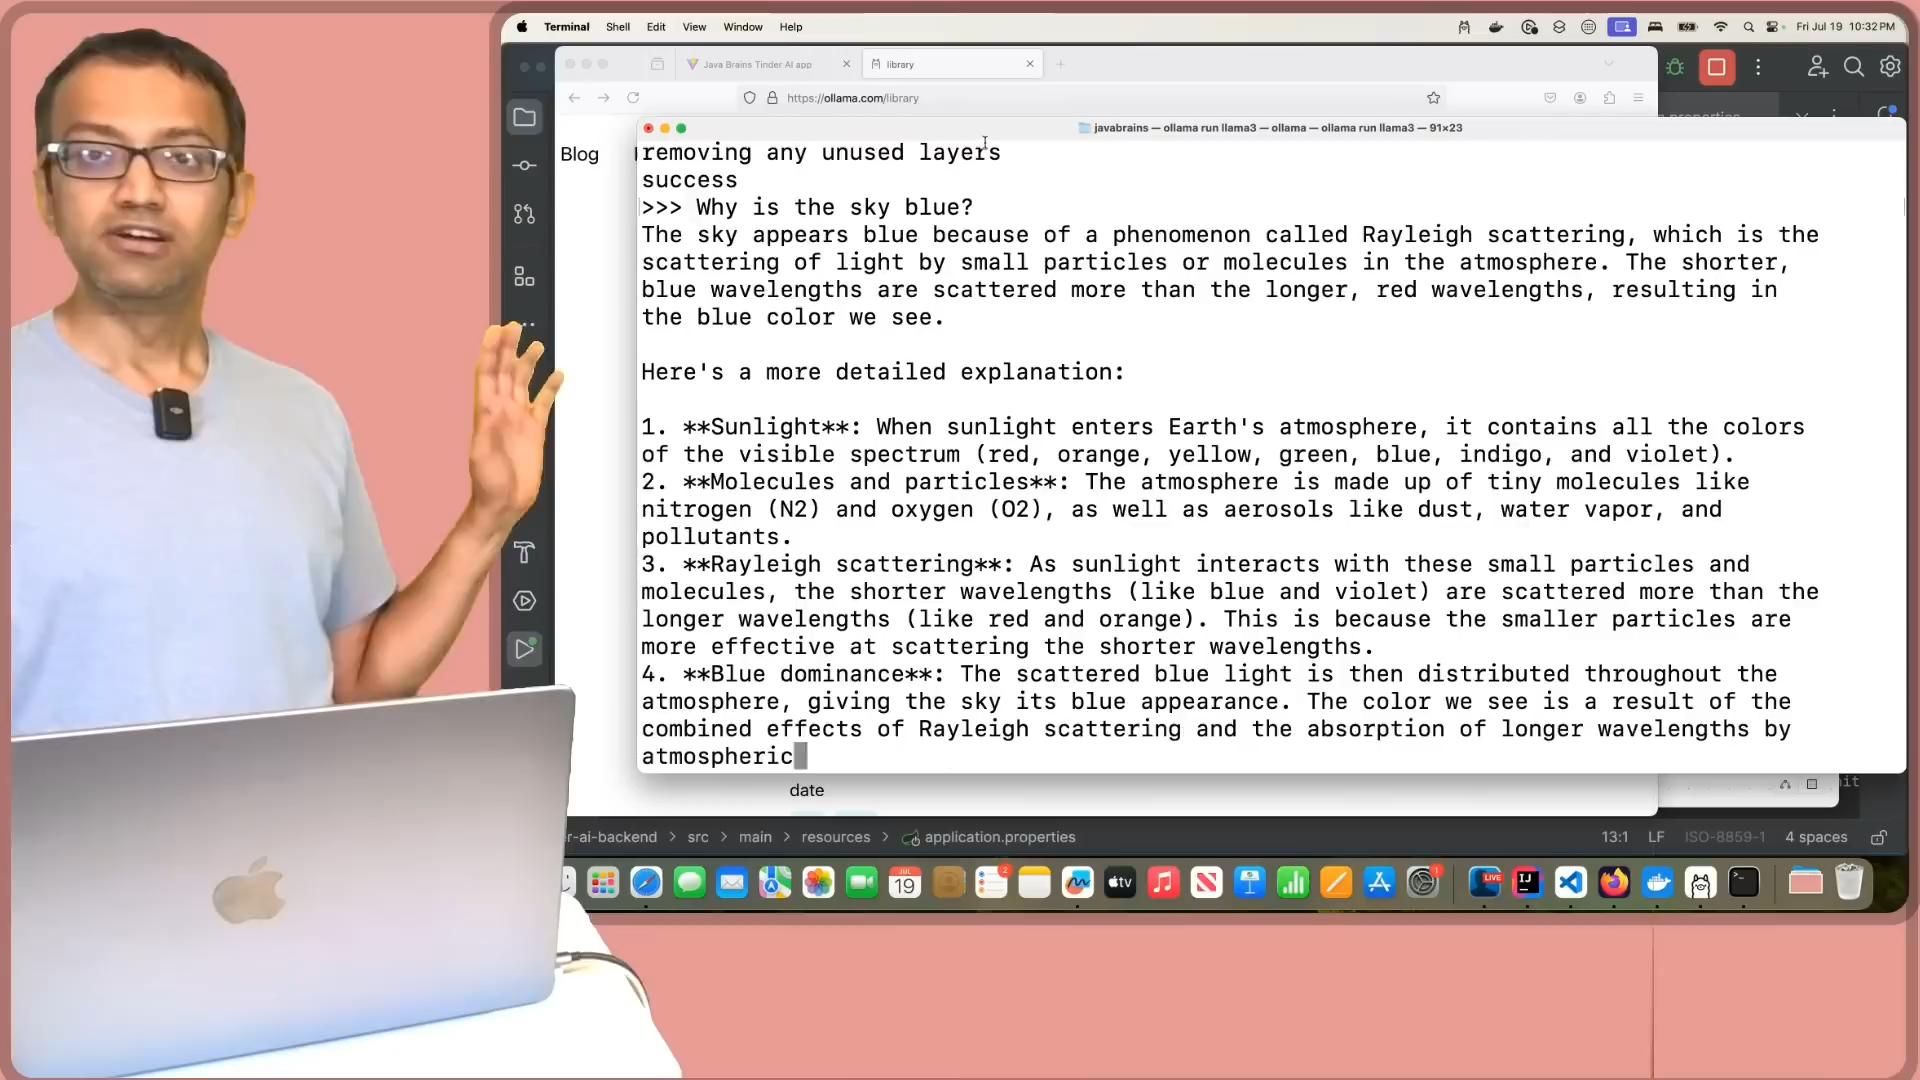 Terminal Shell Edit View Window Help Fri Jul 19 10:32 PM
Java Brains Tinder AI app library
https://ollama.com/library
properties
javabrains — ollama run llama3 — ollama — ollama run llama3 — 91×23
Blog
removing any unused layers
success
>>> Why is the sky blue?
The sky appears blue because of a phenomenon called Rayleigh scattering, which is the
scattering of light by small particles or molecules in the atmosphere. The shorter,
blue wavelengths are scattered more than the longer, red wavelengths, resulting in
the blue color we see.
Here's a more detailed explanation:
1. **Sunlight**: When sunlight enters Earth's atmosphere, it contains all the colors
of the visible spectrum (red, orange, yellow, green, blue, indigo, and violet).
2. **Molecules and particles**: The atmosphere is made up of tiny molecules like
nitrogen (N2) and oxygen (O2), as well as aerosols like dust, water vapor, and
pollutants.
3. **Rayleigh scattering**: As sunlight interacts with these small particles and
molecules, the shorter wavelengths (like blue and violet) are scattered more than the
longer wavelengths (like red and orange). This is because the smaller particles are
more effective at scattering the shorter wavelengths.
4. **Blue dominance**: The scattered blue light is then distributed throughout the
atmosphere, giving the sky its blue appearance. The color we see is a result of the
combined effects of Rayleigh scattering and the absorption of longer wavelengths by
atmospheric
date
r-ai-backend > src > main > resources > application.properties 13:1 LF ISO-8859-1 4 spaces
JUL
19
2
tv
1
LIVE
IJ